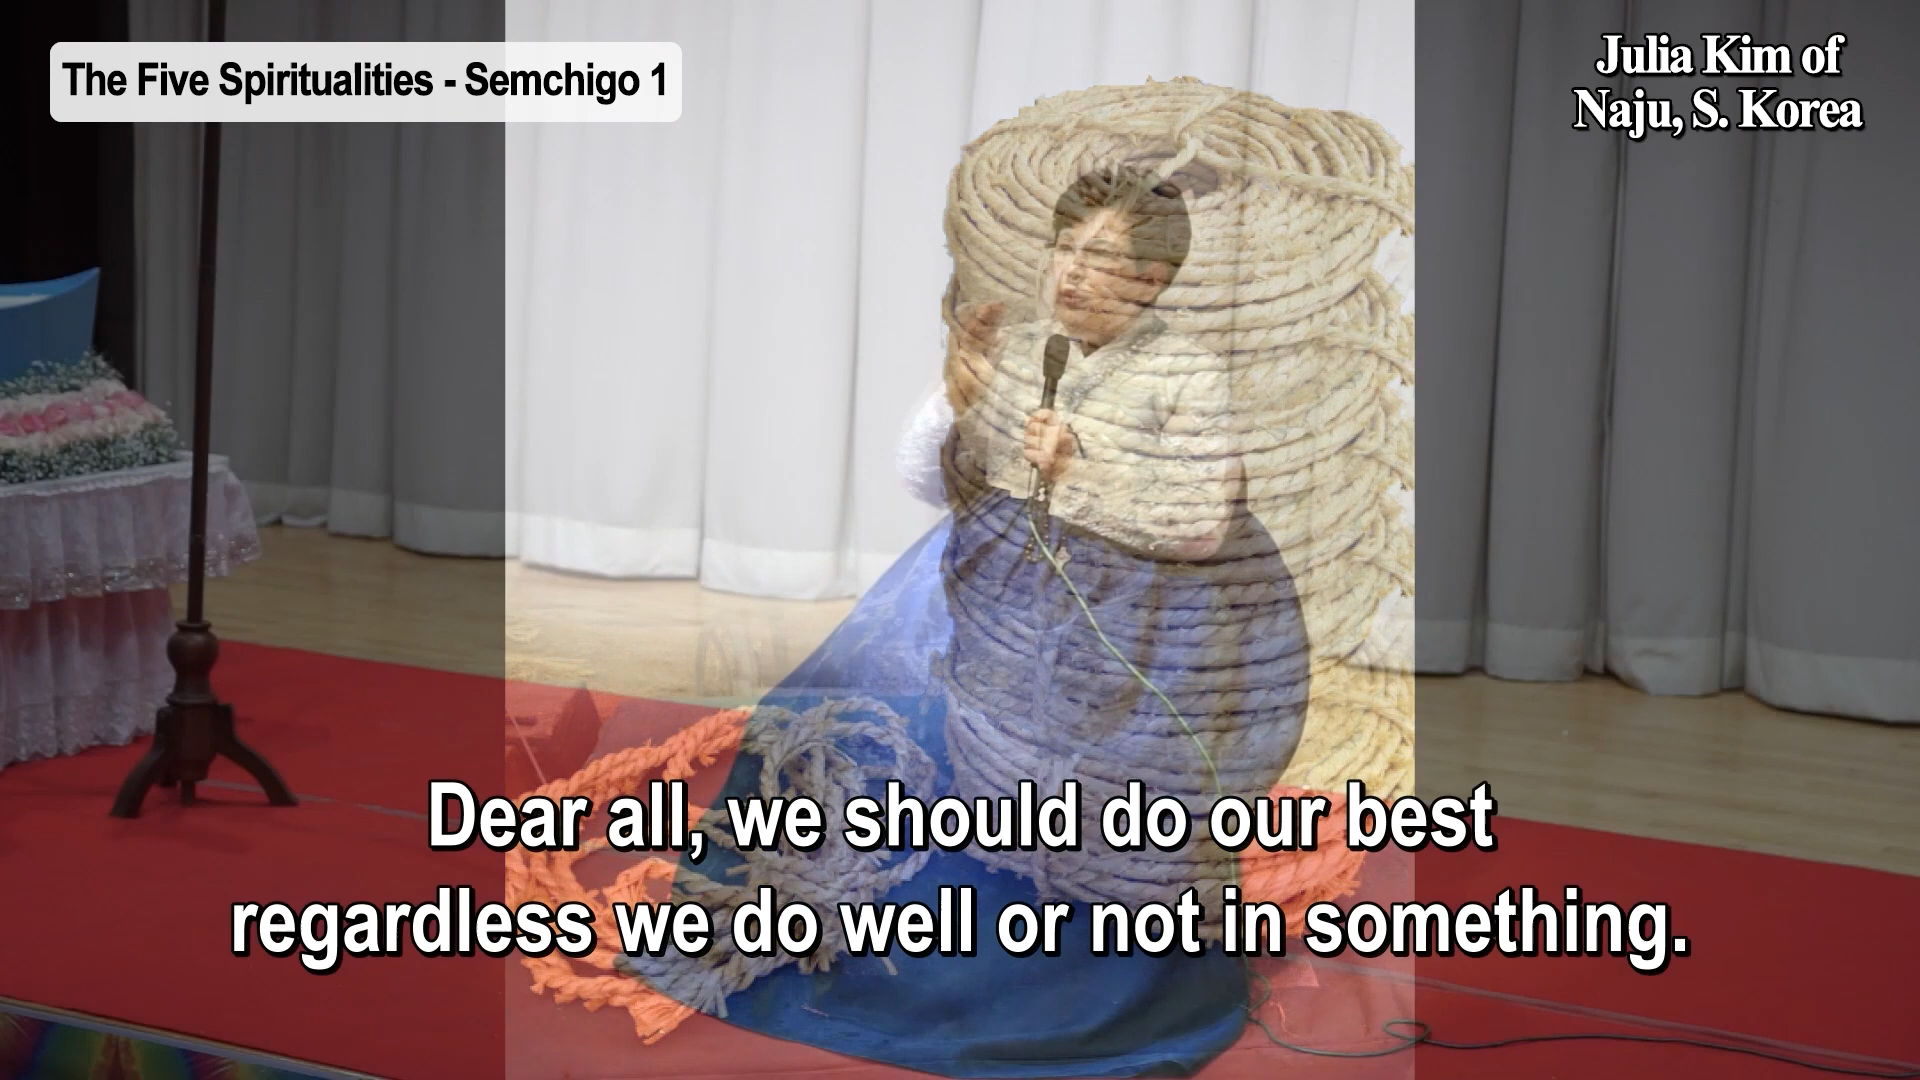 The Five Spiritualities - Semchigo 1
Julia Kim of
Naju, S. Korea
Dear all, we should do our best
regardless we do well or not in something.